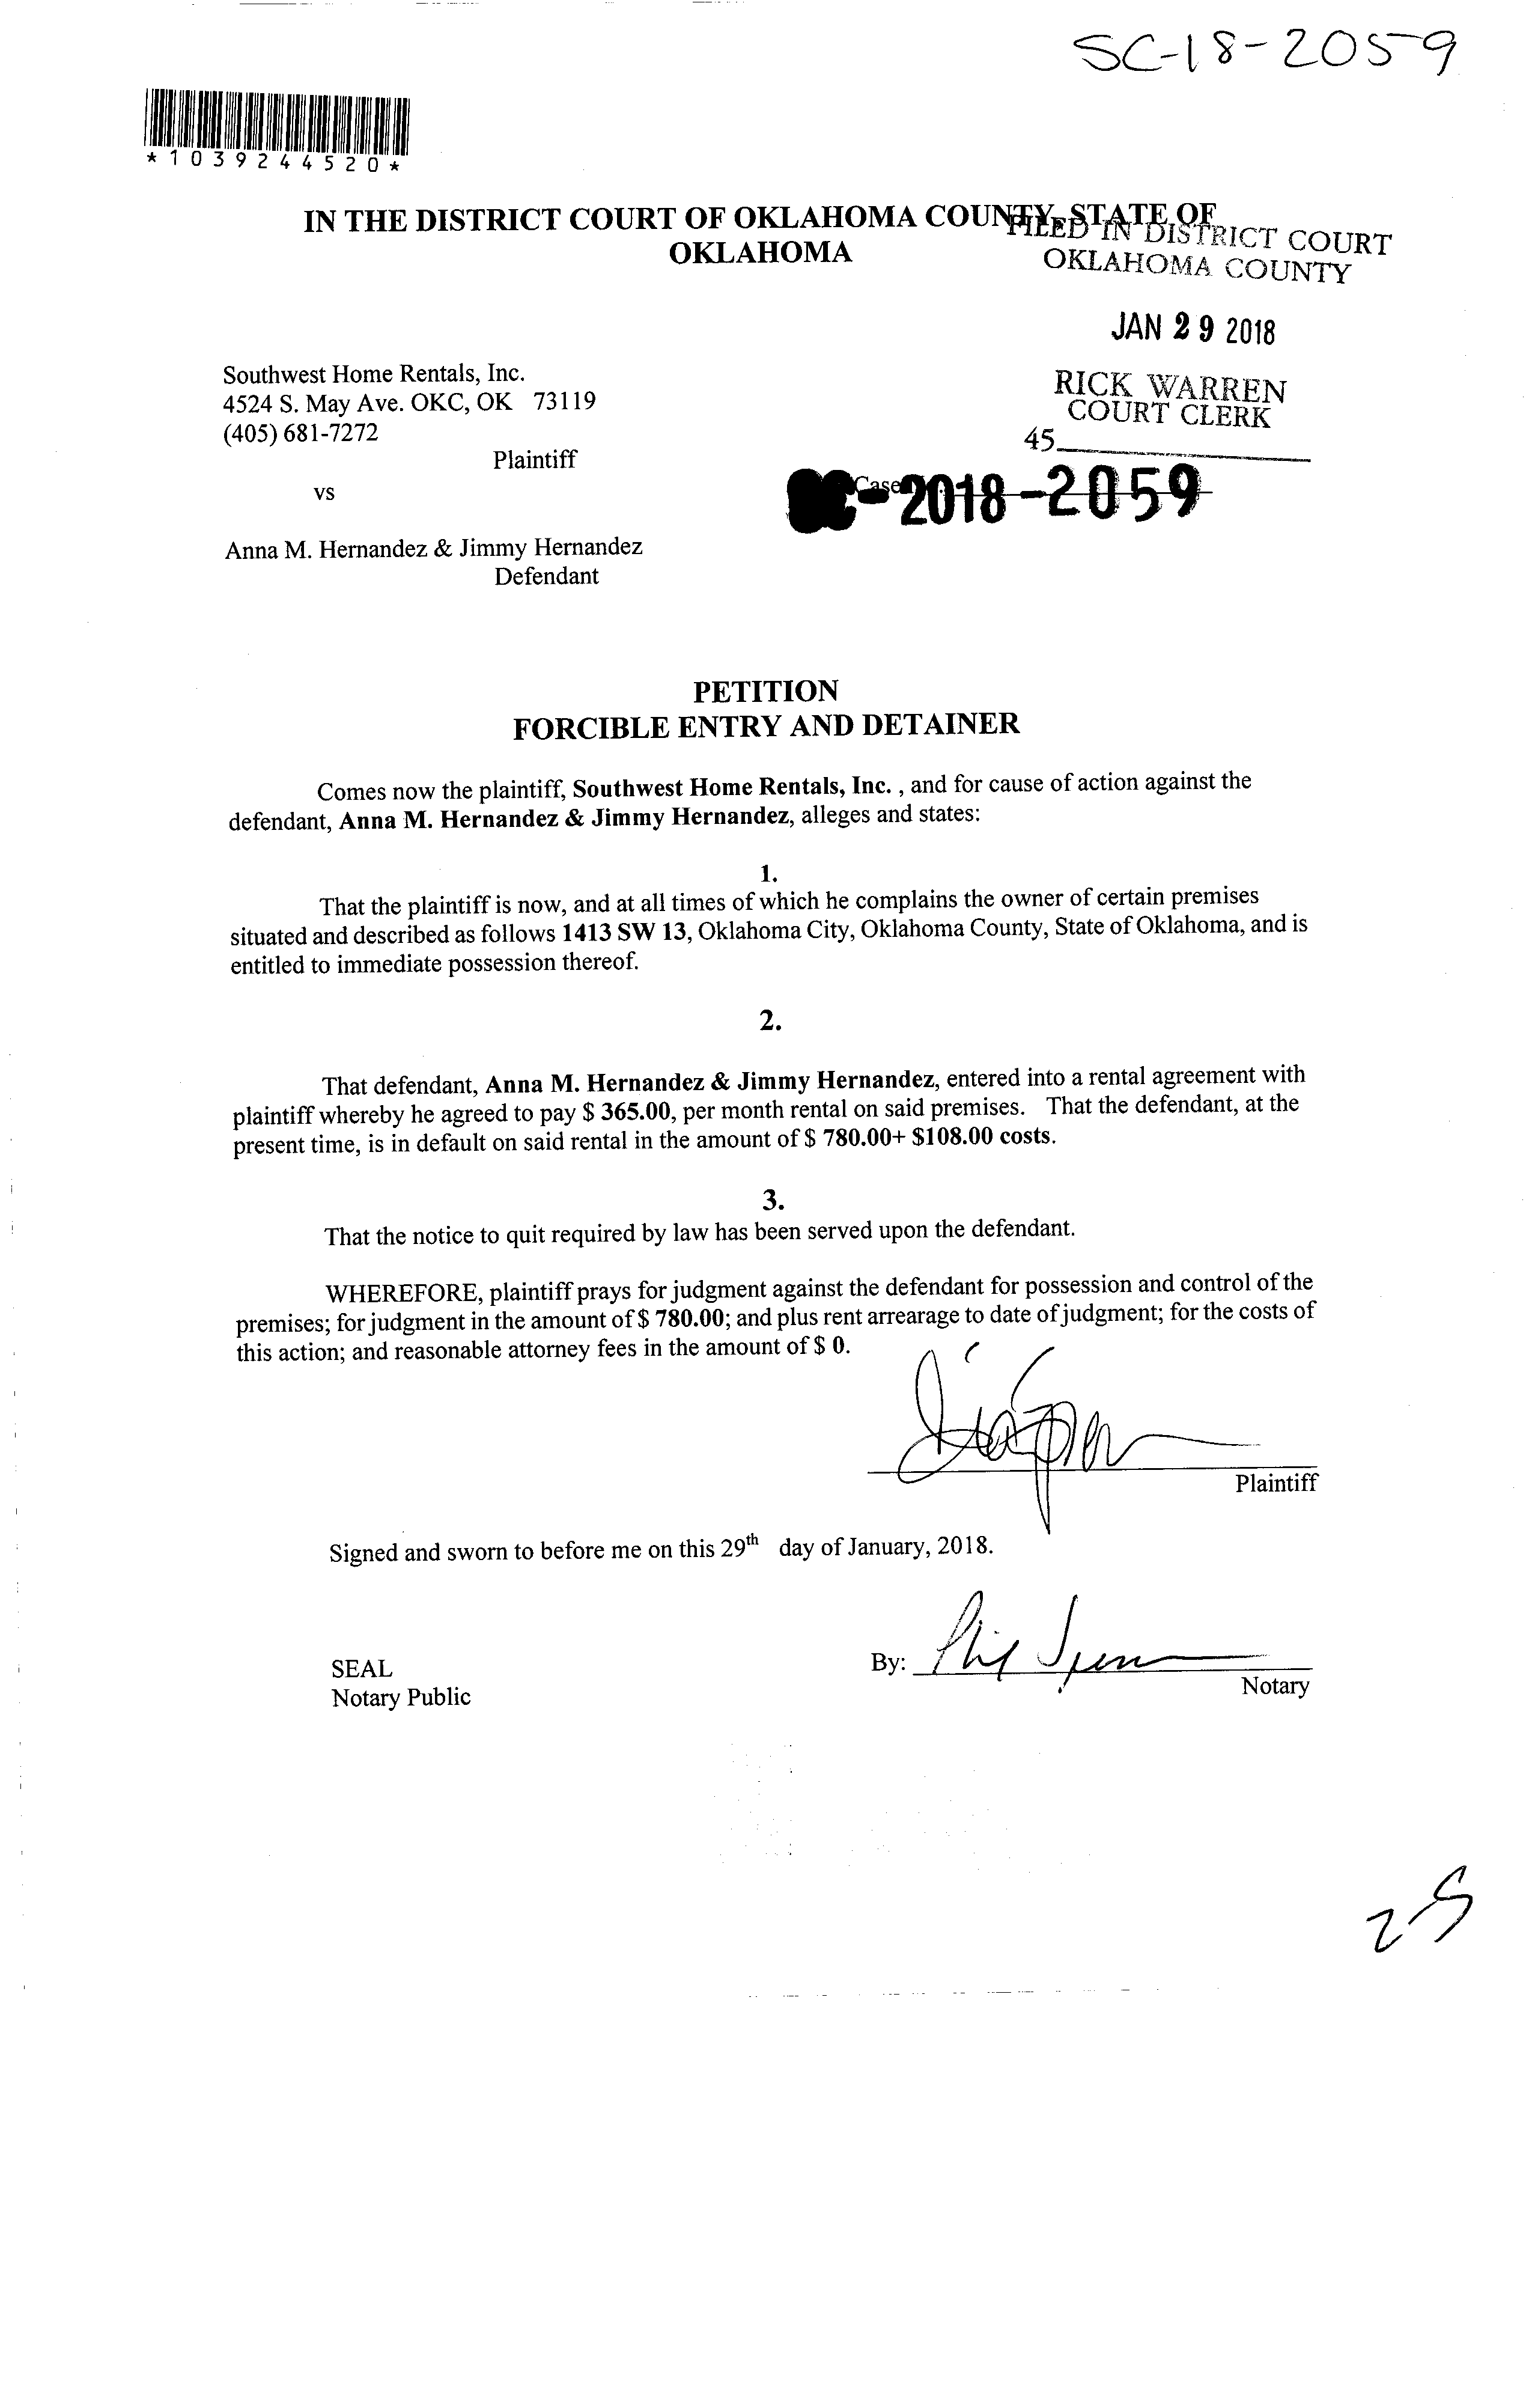 SC-18-2059
*1039244520*
IN THE DISTRICT COURT OF OKLAHOMA COUNTY, STATE OF
OKLAHOMA
FILED IN DISTRICT COURT
OKLAHOMA COUNTY
JAN 29 2018
RICK WARREN
COURT CLERK
45
Southwest Home Rentals, Inc.
4524 S. May Ave. OKC, OK 73119
(405) 681-7272
Plaintiff
vs
Case
SC-2018-2059
Anna M. Hernandez & Jimmy Hernandez
Defendant
PETITION
FORCIBLE ENTRY AND DETAINER
Comes now the plaintiff, Southwest Home Rentals, Inc. , and for cause of action against the
defendant, Anna M. Hernandez & Jimmy Hernandez, alleges and states:
1.
That the plaintiff is now, and at all times of which he complains the owner of certain premises
situated and described as follows 1413 SW 13, Oklahoma City, Oklahoma County, State of Oklahoma, and is
entitled to immediate possession thereof.
2.
That defendant, Anna M. Hernandez & Jimmy Hernandez, entered into a rental agreement with
plaintiff whereby he agreed to pay $ 365.00, per month rental on said premises. That the defendant, at the
present time, is in default on said rental in the amount of $ 780.00+ $108.00 costs.
3.
That the notice to quit required by law has been served upon the defendant.
WHEREFORE, plaintiff prays for judgment against the defendant for possession and control of the
premises; for judgment in the amount of $ 780.00; and plus rent arrearage to date of judgment; for the costs of
this action; and reasonable attorney fees in the amount of $ 0.
Plaintiff
Signed and sworn to before me on this 29th day of January, 2018.
SEAL
Notary Public
By:
Notary
25